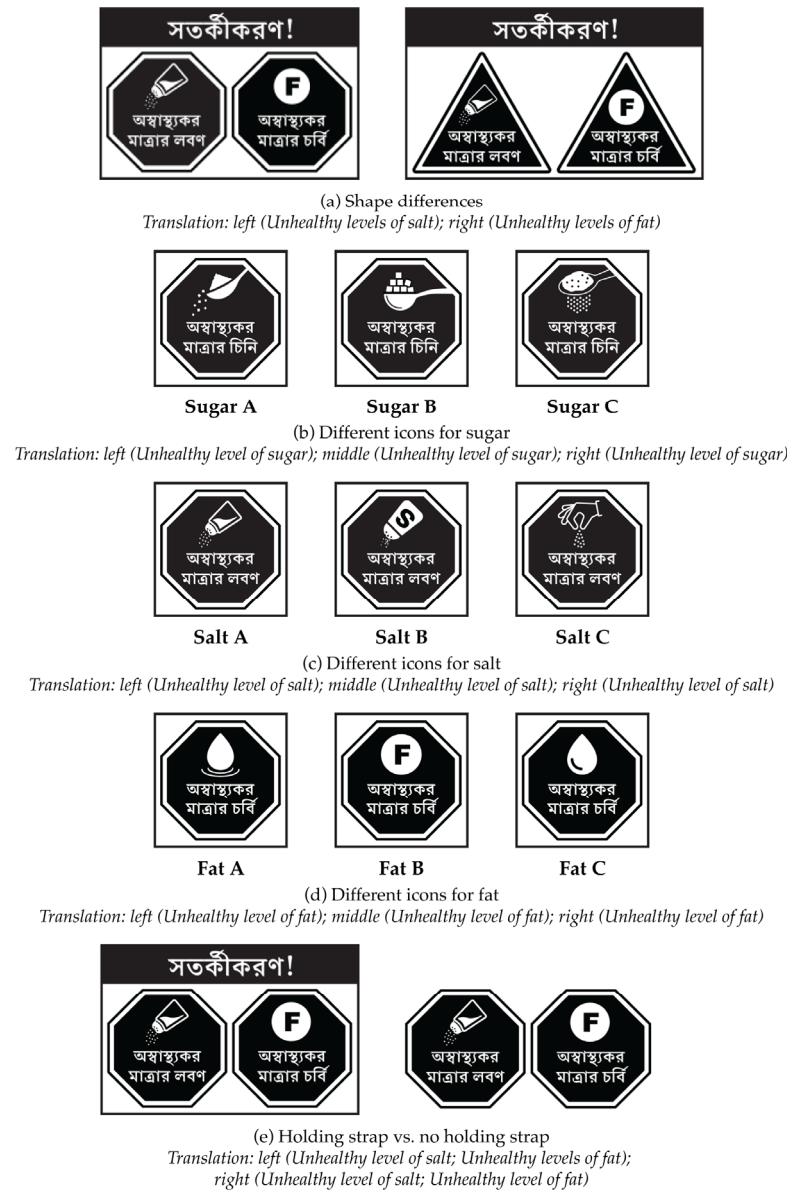 সতর্কীকরণ! সতর্কীকরণ!
F F
অস্বাস্থ্যকর অস্বাস্থ্যকর অস্বাস্থ্যকর অস্বাস্থ্যকর
মাত্রার লবণ মাত্রার চর্বি মাত্রার লবণ মাত্রার চর্বি
(a) Shape differences
Translation: left (Unhealthy levels of salt); right (Unhealthy levels of fat)
অস্বাস্থ্যকর অস্বাস্থ্যকর অস্বাস্থ্যকর
মাত্রার চিনি মাত্রার চিনি মাত্রার চিনি
Sugar A Sugar B Sugar C
(b) Different icons for sugar
Translation: left (Unhealthy level of sugar); middle (Unhealthy level of sugar); right (Unhealthy level of sugar)
S
অস্বাস্থ্যকর অস্বাস্থ্যকর অস্বাস্থ্যকর
মাত্রার লবণ মাত্রার লবণ মাত্রার লবণ
Salt A Salt B Salt C
(c) Different icons for salt
Translation: left (Unhealthy level of salt); middle (Unhealthy level of salt); right (Unhealthy level of salt)
F
অস্বাস্থ্যকর অস্বাস্থ্যকর অস্বাস্থ্যকর
মাত্রার চর্বি মাত্রার চর্বি মাত্রার চর্বি
Fat A Fat B Fat C
(d) Different icons for fat
Translation: left (Unhealthy level of fat); middle (Unhealthy level of fat); right (Unhealthy level of fat)
সতর্কীকরণ!
F F
অস্বাস্থ্যকর অস্বাস্থ্যকর অস্বাস্থ্যকর অস্বাস্থ্যকর
মাত্রার লবণ মাত্রার চর্বি মাত্রার লবণ মাত্রার চর্বি
(e) Holding strap vs. no holding strap
Translation: left (Unhealthy level of salt; Unhealthy levels of fat);
right (Unhealthy level of salt; Unhealthy level of fat)